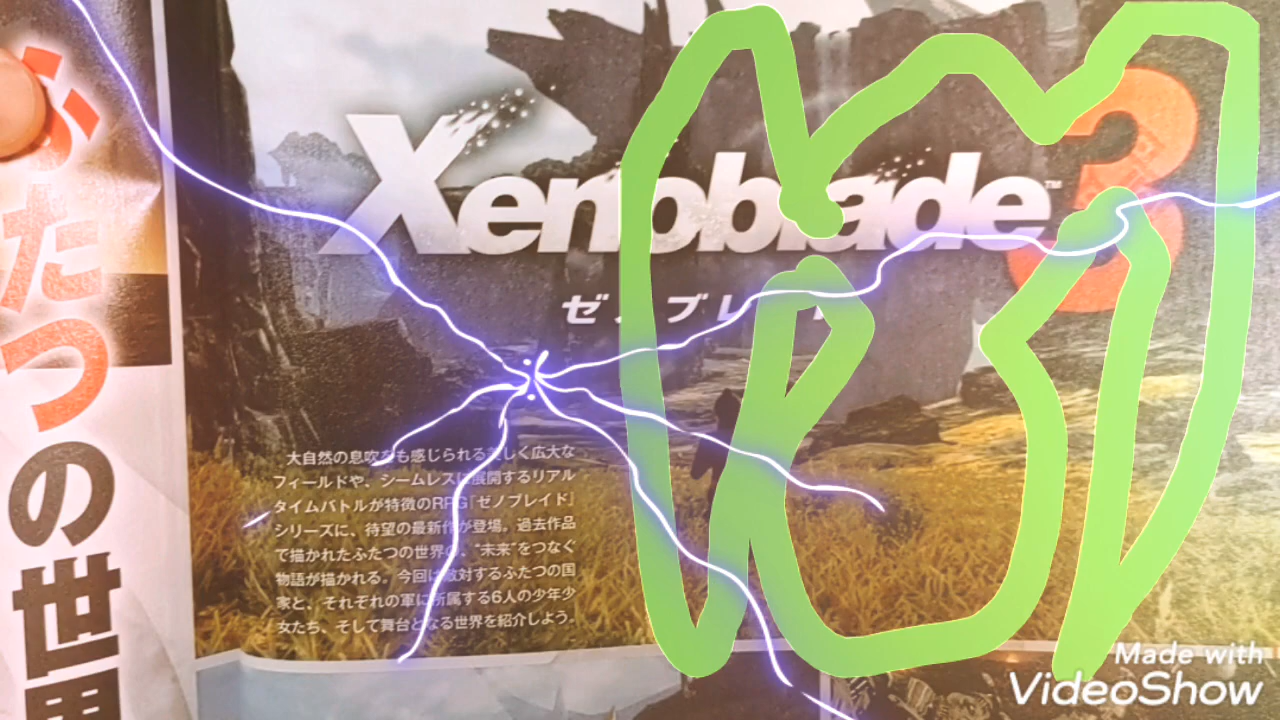 ふたつの世界
Xenoblade 3
™
大自然の息吹をも感じられる美しく広大な
フィールドや、シームレスに展開するリアル
タイムバトルが特徴のRPG『ゼノブレイド』
シリーズに、待望の最新作が登場。過去作品
で描かれたふたつの世界の、“未来”をつなぐ
物語が描かれる。今回は敵対するふたつの国
家と、それぞれの軍に所属する6人の少年少
女たち、そして舞台となる世界を紹介しよう。
Made with
VideoShow